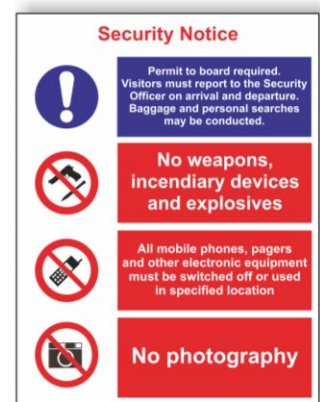 Security Notice
Permit to board required.
Visitors must report to the Security
Officer on arrival and departure.
Baggage and personal searches
may be conducted.
No weapons,
incendiary devices
and explosives
All mobile phones, pagers
and other electronic equipment
must be switched off or used
in specified location
No photography